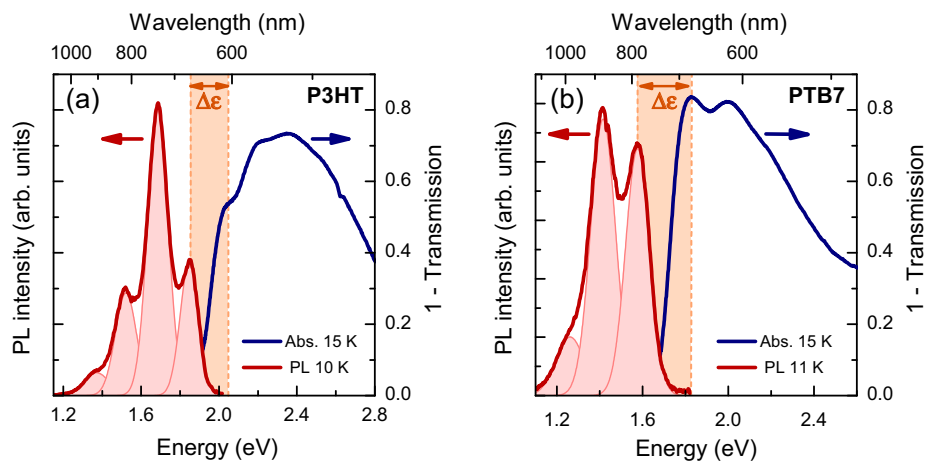 Wavelength (nm)
1000 800 600
(a) P3HT
Δε
PL intensity (arb. units)
0.8
0.6
0.4
0.2
0.0
1 - Transmission
Abs. 15 K
PL 10 K
1.2 1.6 2.0 2.4 2.8
Energy (eV)
Wavelength (nm)
1000 800 600
(b) PTB7
Δε
PL intensity (arb. units)
0.8
0.6
0.4
0.2
0.0
1 - Transmission
Abs. 15 K
PL 11 K
1.2 1.6 2.0 2.4
Energy (eV)